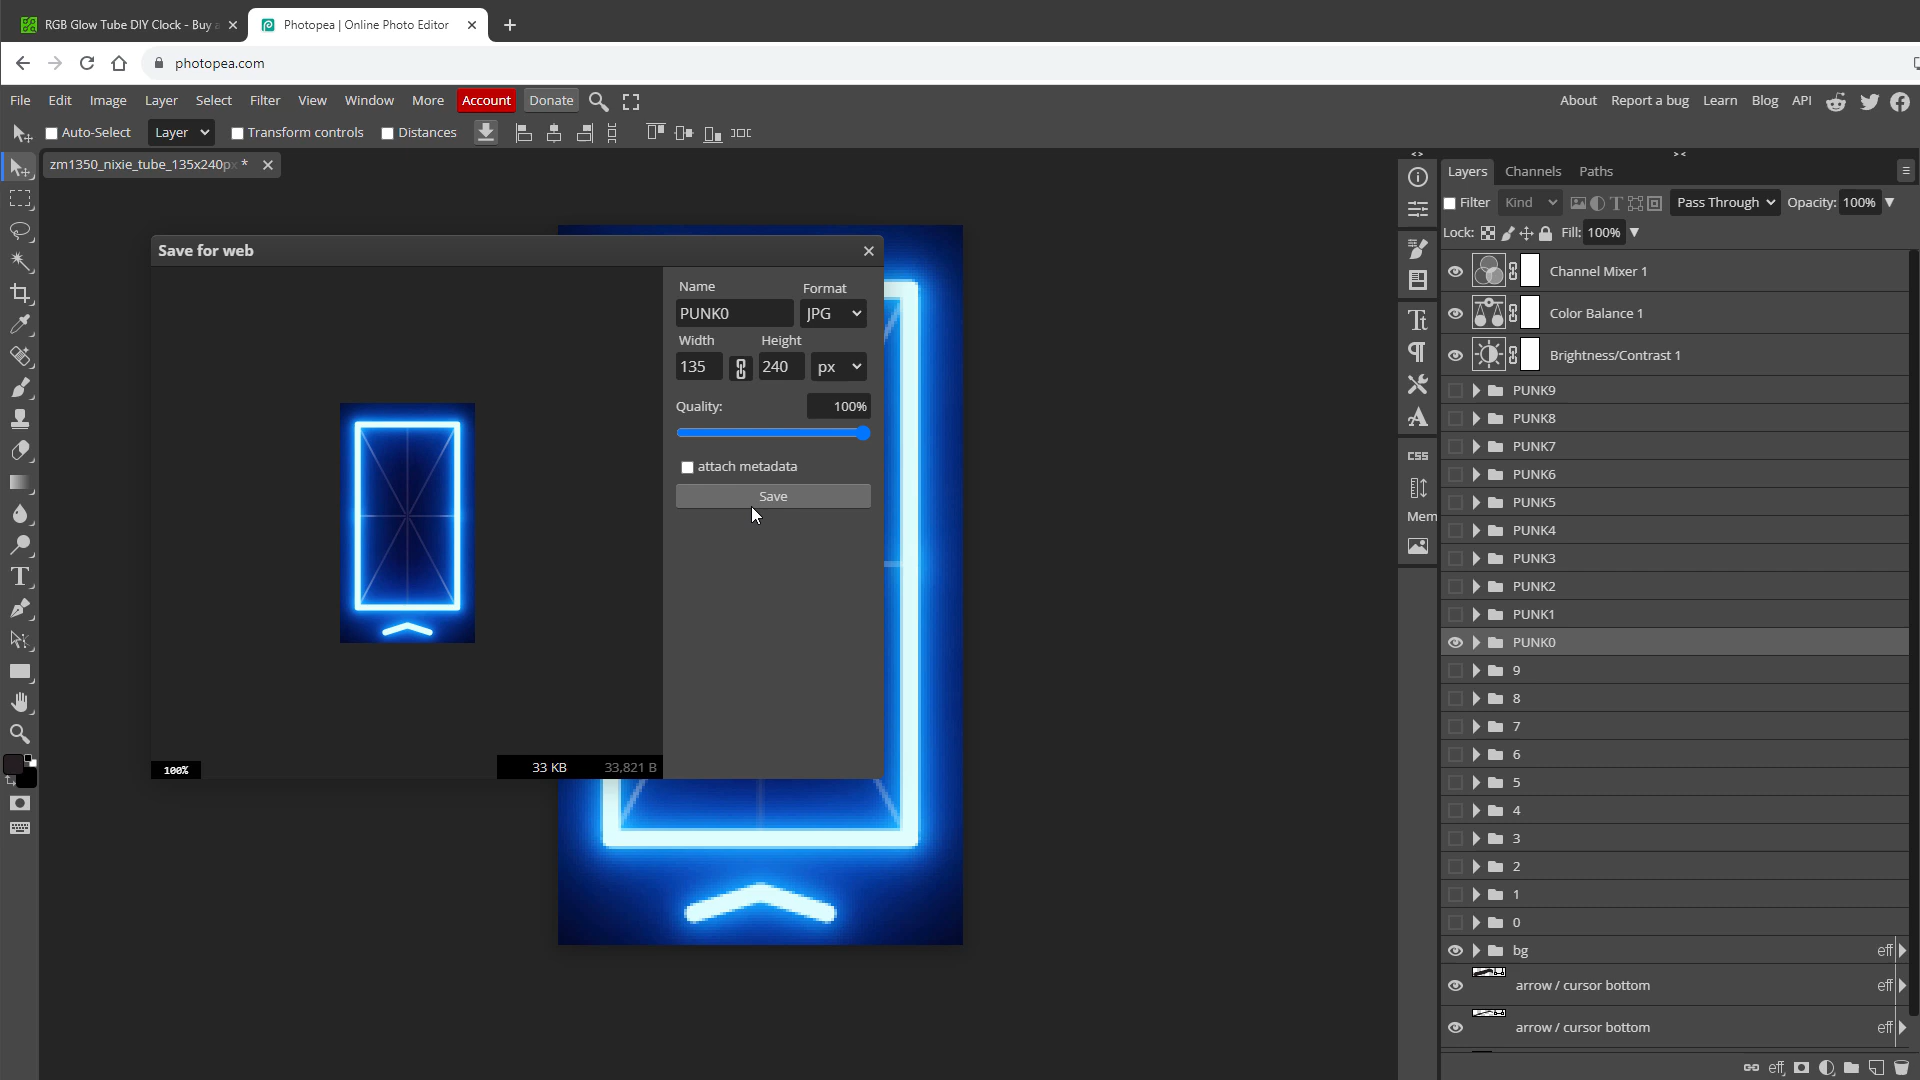 RGB Glow Tube DIY Clock - Buy
Photopea | Online Photo Editor
photopea.com
File Edit Image Layer Select Filter View Window More Account Donate
About Report a bug Learn Blog API
Auto-Select Layer Transform controls Distances
zm1350_nixie_tube_135x240px *
Layers Channels Paths
Filter Kind Pass Through Opacity: 100%
Lock: Fill: 100%
Save for web
Name Format
PUNK0 JPG
Width Height
135 240 px
Quality: 100%
attach metadata
Save
100%
33 KB 33,821 B
CSS
Mem
Channel Mixer 1
Color Balance 1
Brightness/Contrast 1
PUNK9
PUNK8
PUNK7
PUNK6
PUNK5
PUNK4
PUNK3
PUNK2
PUNK1
PUNK0
9
8
7
6
5
4
3
2
1
0
bg eff
arrow / cursor bottom eff
arrow / cursor bottom eff
eff